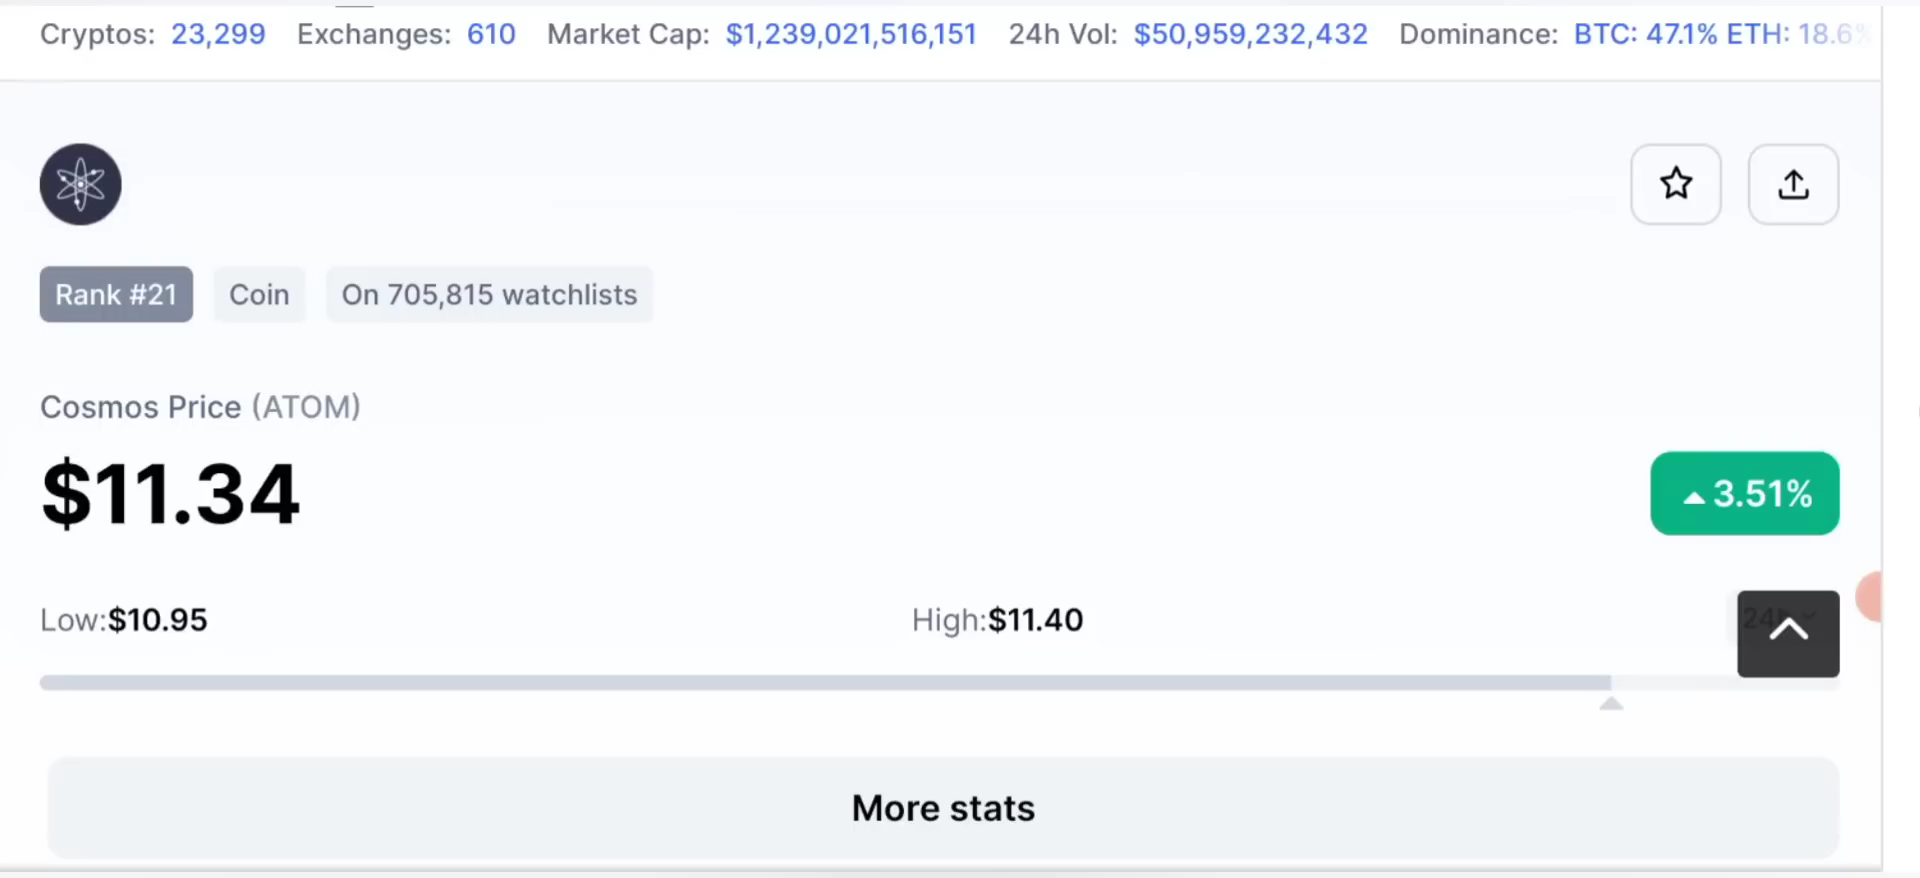 Cryptos: 23,299 Exchanges: 610 Market Cap: $1,239,021,516,151 24h Vol: $50,959,232,432 Dominance: BTC: 47.1% ETH: 18.6%
Rank #21 Coin On 705,815 watchlists
Cosmos Price (ATOM)
$11.34 3.51%
Low:$10.95 High:$11.40
More stats